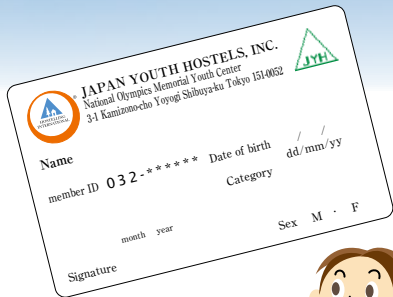 JAPAN YOUTH HOSTELS, INC.
National Olympics Memorial Youth Center
3-1 Kamizono-cho Yoyogi Shibuya-ku Tokyo 151-0052
HOSTELLING
INTERNATIONAL
®
JYH
Name
member ID 032-****** Date of birth dd/mm/yy
/ /
Category
month year
Signature
Sex M · F